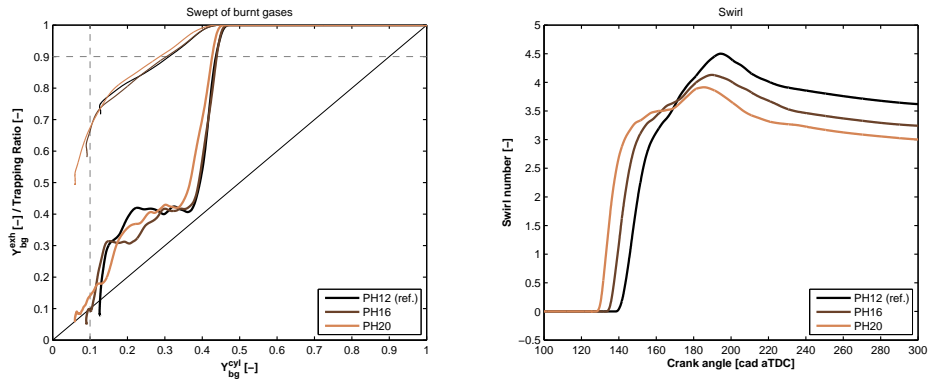 Swept of burnt gases
Y_bg^exh [−] / Trapping Ratio [−]
1
0.9
0.8
0.7
0.6
0.5
0.4
0.3
0.2
0.1
0
0 0.1 0.2 0.3 0.4 0.5 0.6 0.7 0.8 0.9 1
Y_bg^cyl [−]
PH12 (ref.)
PH16
PH20
Swirl
Swirl number [−]
5
4.5
4
3.5
3
2.5
2
1.5
1
0.5
0
−0.5
100 120 140 160 180 200 220 240 260 280 300
Crank angle [cad aTDC]
PH12 (ref.)
PH16
PH20